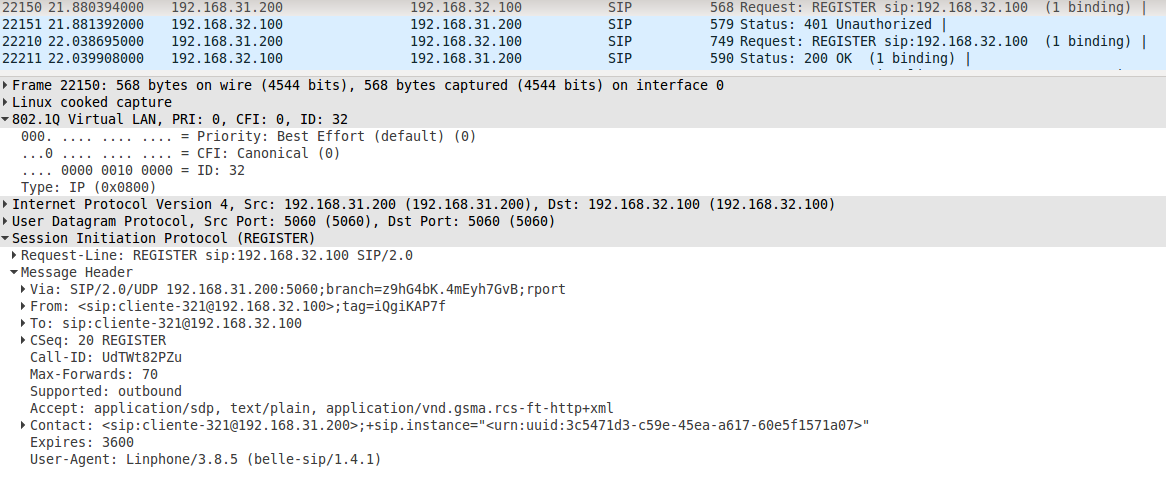 22150 21.880394000 192.168.31.200 192.168.32.100 SIP 568 Request: REGISTER sip:192.168.32.100 (1 binding) |
22151 21.881392000 192.168.32.100 192.168.31.200 SIP 579 Status: 401 Unauthorized |
22210 22.038695000 192.168.31.200 192.168.32.100 SIP 749 Request: REGISTER sip:192.168.32.100 (1 binding) |
22211 22.039908000 192.168.32.100 192.168.31.200 SIP 590 Status: 200 OK (1 binding) |
Frame 22150: 568 bytes on wire (4544 bits), 568 bytes captured (4544 bits) on interface 0
Linux cooked capture
802.1Q Virtual LAN, PRI: 0, CFI: 0, ID: 32
000. .... .... .... = Priority: Best Effort (default) (0)
...0 .... .... .... = CFI: Canonical (0)
.... 0000 0010 0000 = ID: 32
Type: IP (0x0800)
Internet Protocol Version 4, Src: 192.168.31.200 (192.168.31.200), Dst: 192.168.32.100 (192.168.32.100)
User Datagram Protocol, Src Port: 5060 (5060), Dst Port: 5060 (5060)
Session Initiation Protocol (REGISTER)
Request-Line: REGISTER sip:192.168.32.100 SIP/2.0
Message Header
Via: SIP/2.0/UDP 192.168.31.200:5060;branch=z9hG4bK.4mEyh7GvB;rport
From: <sip:cliente-321@192.168.32.100>;tag=iQgiKAP7f
To: sip:cliente-321@192.168.32.100
CSeq: 20 REGISTER
Call-ID: UdTWt82PZu
Max-Forwards: 70
Supported: outbound
Accept: application/sdp, text/plain, application/vnd.gsma.rcs-ft-http+xml
Contact: <sip:cliente-321@192.168.31.200>;+sip.instance="<urn:uuid:3c5471d3-c59e-45ea-a617-60e5f1571a07>"
Expires: 3600
User-Agent: Linphone/3.8.5 (belle-sip/1.4.1)